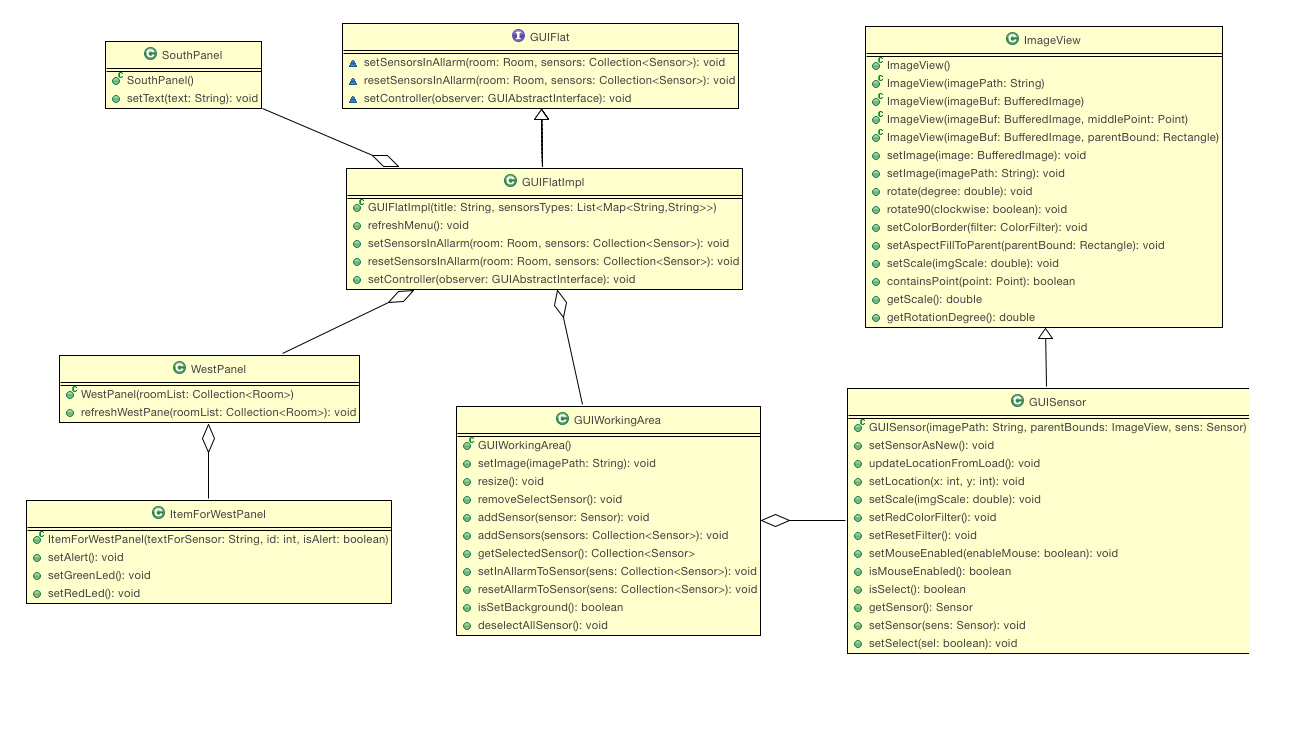 SouthPanel
SouthPanel()
setText(text: String): void
GUIFlat
setSensorsInAllarm(room: Room, sensors: Collection<Sensor>): void
resetSensorsInAllarm(room: Room, sensors: Collection<Sensor>): void
setController(observer: GUIAbstractInterface): void
ImageView
ImageView()
ImageView(imagePath: String)
ImageView(imageBuf: BufferedImage)
ImageView(imageBuf: BufferedImage, middlePoint: Point)
ImageView(imageBuf: BufferedImage, parentBound: Rectangle)
setImage(image: BufferedImage): void
setImage(imagePath: String): void
rotate(degree: double): void
rotate90(clockwise: boolean): void
setColorBorder(filter: ColorFilter): void
setAspectFillToParent(parentBound: Rectangle): void
setScale(imgScale: double): void
containsPoint(point: Point): boolean
getScale(): double
getRotationDegree(): double
GUIFlatImpl
GUIFlatImpl(title: String, sensorsTypes: List<Map<String,String>>)
refreshMenu(): void
setSensorsInAllarm(room: Room, sensors: Collection<Sensor>): void
resetSensorsInAllarm(room: Room, sensors: Collection<Sensor>): void
setController(observer: GUIAbstractInterface): void
WestPanel
WestPanel(roomList: Collection<Room>)
refreshWestPane(roomList: Collection<Room>): void
GUIWorkingArea
GUIWorkingArea()
setImage(imagePath: String): void
resize(): void
removeSelectSensor(): void
addSensor(sensor: Sensor): void
addSensors(sensors: Collection<Sensor>): void
getSelectedSensor(): Collection<Sensor>
setInAllarmToSensor(sens: Collection<Sensor>): void
resetAllarmToSensor(sens: Collection<Sensor>): void
isSetBackground(): boolean
deselectAllSensor(): void
GUISensor
GUISensor(imagePath: String, parentBounds: ImageView, sens: Sensor)
setSensorAsNew(): void
updateLocationFromLoad(): void
setLocation(x: int, y: int): void
setScale(imgScale: double): void
setRedColorFilter(): void
setResetFilter(): void
setMouseEnabled(enableMouse: boolean): void
isMouseEnabled(): boolean
isSelect(): boolean
getSensor(): Sensor
setSensor(sens: Sensor): void
setSelect(sel: boolean): void
ItemForWestPanel
ItemForWestPanel(textForSensor: String, id: int, isAlert: boolean)
setAlert(): void
setGreenLed(): void
setRedLed(): void